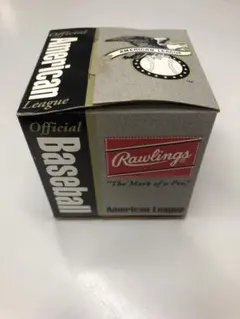 Official
American
League
AMERICAN LEAGUE
Official
Baseball
Rawlings
"The Mark of a Pro."
American League